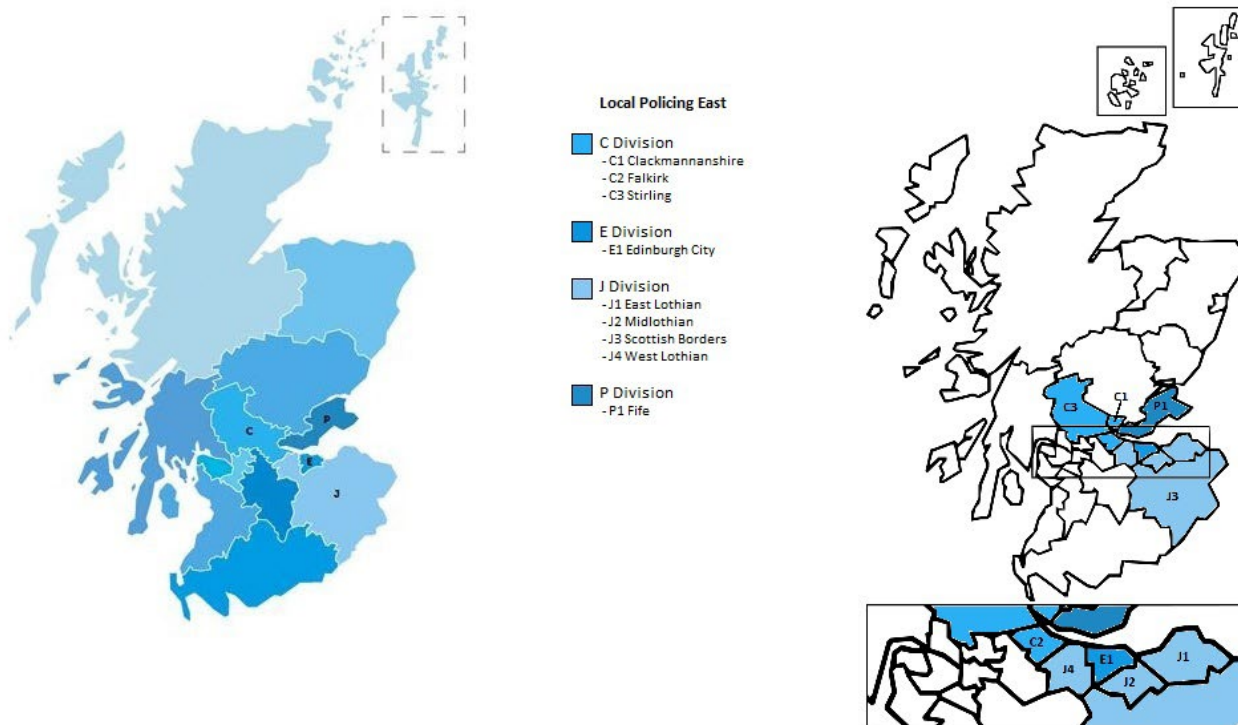 C
P
E
J
Local Policing East
C Division
- C1 Clackmannanshire
- C2 Falkirk
- C3 Stirling
E Division
- E1 Edinburgh City
J Division
- J1 East Lothian
- J2 Midlothian
- J3 Scottish Borders
- J4 West Lothian
P Division
- P1 Fife
C3
C1
P1
J3
C2
J4
E1
J2
J1